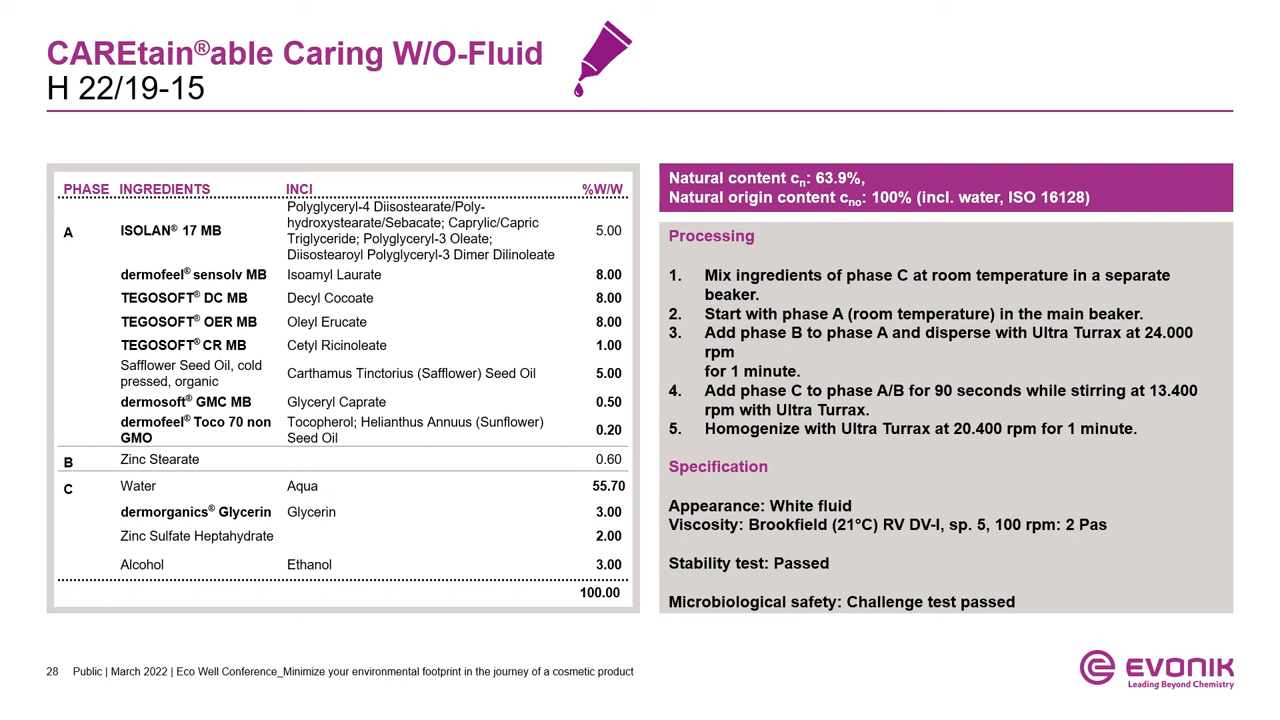 CAREtain®able Caring W/O-Fluid
H 22/19-15
PHASE INGREDIENTS INCI %W/W
A ISOLAN® 17 MB Polyglyceryl-4 Diisostearate/Poly-
hydroxystearate/Sebacate; Caprylic/Capric
Triglyceride; Polyglyceryl-3 Oleate;
Diisostearoyl Polyglyceryl-3 Dimer Dilinoleate 5.00
dermofeel® sensolv MB Isoamyl Laurate 8.00
TEGOSOFT® DC MB Decyl Cocoate 8.00
TEGOSOFT® OER MB Oleyl Erucate 8.00
TEGOSOFT® CR MB Cetyl Ricinoleate 1.00
Safflower Seed Oil, cold
pressed, organic Carthamus Tinctorius (Safflower) Seed Oil 5.00
dermosoft® GMC MB Glyceryl Caprate 0.50
dermofeel® Toco 70 non
GMO Tocopherol; Helianthus Annuus (Sunflower)
Seed Oil 0.20
B Zinc Stearate 0.60
C Water Aqua 55.70
dermorganics® Glycerin Glycerin 3.00
Zinc Sulfate Heptahydrate 2.00
Alcohol Ethanol 3.00
100.00
Natural content cn: 63.9%,
Natural origin content cno: 100% (incl. water, ISO 16128)
Processing
1. Mix ingredients of phase C at room temperature in a separate
beaker.
2. Start with phase A (room temperature) in the main beaker.
3. Add phase B to phase A and disperse with Ultra Turrax at 24.000
rpm
for 1 minute.
4. Add phase C to phase A/B for 90 seconds while stirring at 13.400
rpm with Ultra Turrax.
5. Homogenize with Ultra Turrax at 20.400 rpm for 1 minute.
Specification
Appearance: White fluid
Viscosity: Brookfield (21°C) RV DV-I, sp. 5, 100 rpm: 2 Pas
Stability test: Passed
Microbiological safety: Challenge test passed
28 Public | March 2022 | Eco Well Conference_Minimize your environmental footprint in the journey of a cosmetic product
EVONIK
Leading Beyond Chemistry